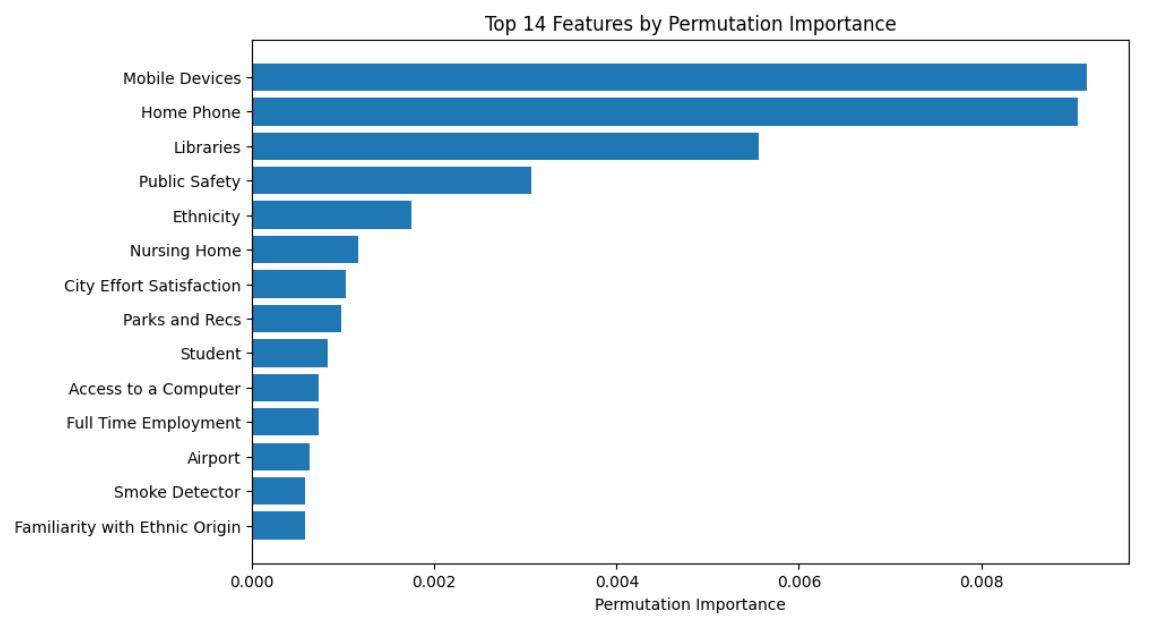 Top 14 Features by Permutation Importance
Mobile Devices
Home Phone
Libraries
Public Safety
Ethnicity
Nursing Home
City Effort Satisfaction
Parks and Recs
Student
Access to a Computer
Full Time Employment
Airport
Smoke Detector
Familiarity with Ethnic Origin
0.000 0.002 0.004 0.006 0.008
Permutation Importance